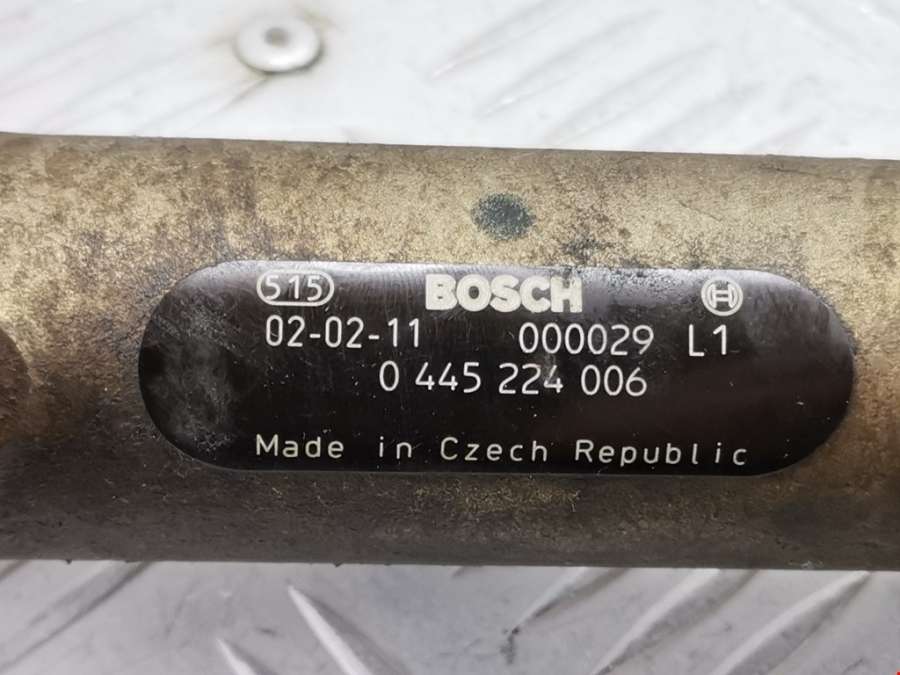 515 BOSCH
02-02-11 000029 L1
0 445 224 006
Made in Czech Republic